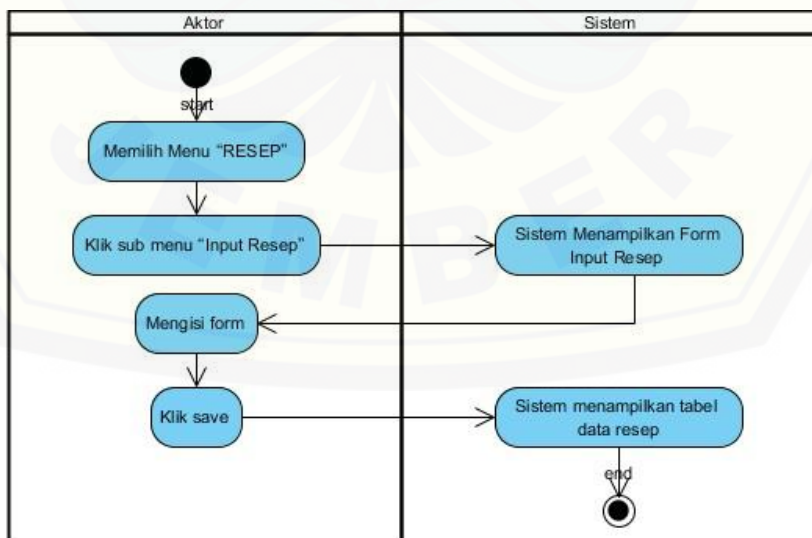 Aktor
Sistem
start
Memilih Menu “RESEP”
Klik sub menu “Input Resep”
Sistem Menampilkan Form
Input Resep
Mengisi form
Klik save
Sistem menampilkan tabel
data resep
end
JEMBER